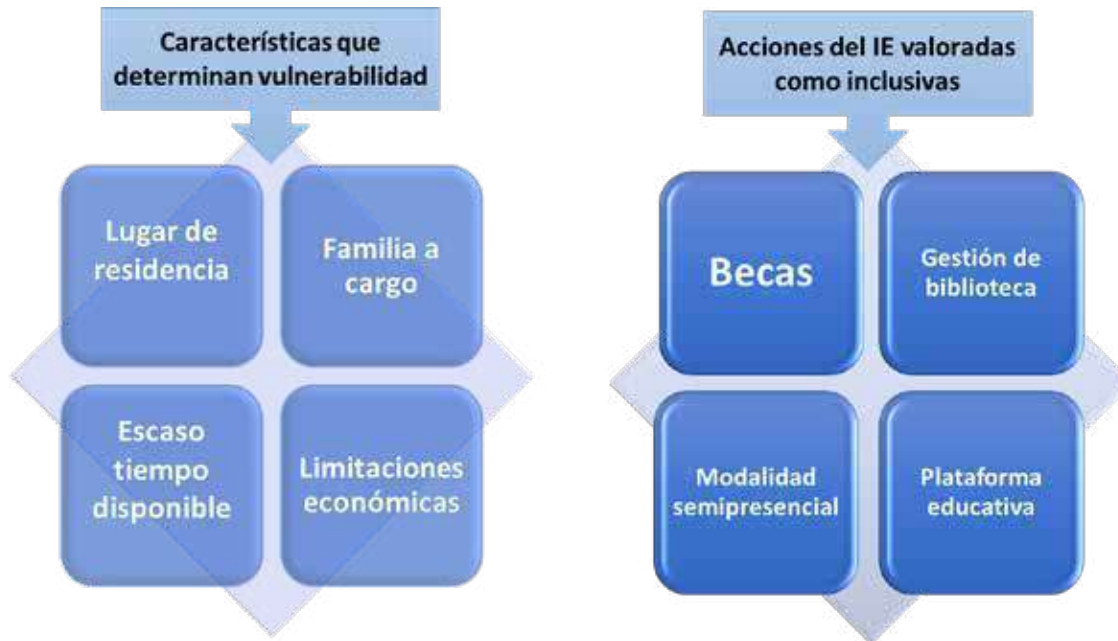 Características que
determinan vulnerabilidad
Lugar de
residencia
Familia a
cargo
Escaso
tiempo
disponible
Limitaciones
económicas
Acciones del IE valoradas
como inclusivas
Becas
Gestión de
biblioteca
Modalidad
semipresencial
Plataforma
educativa